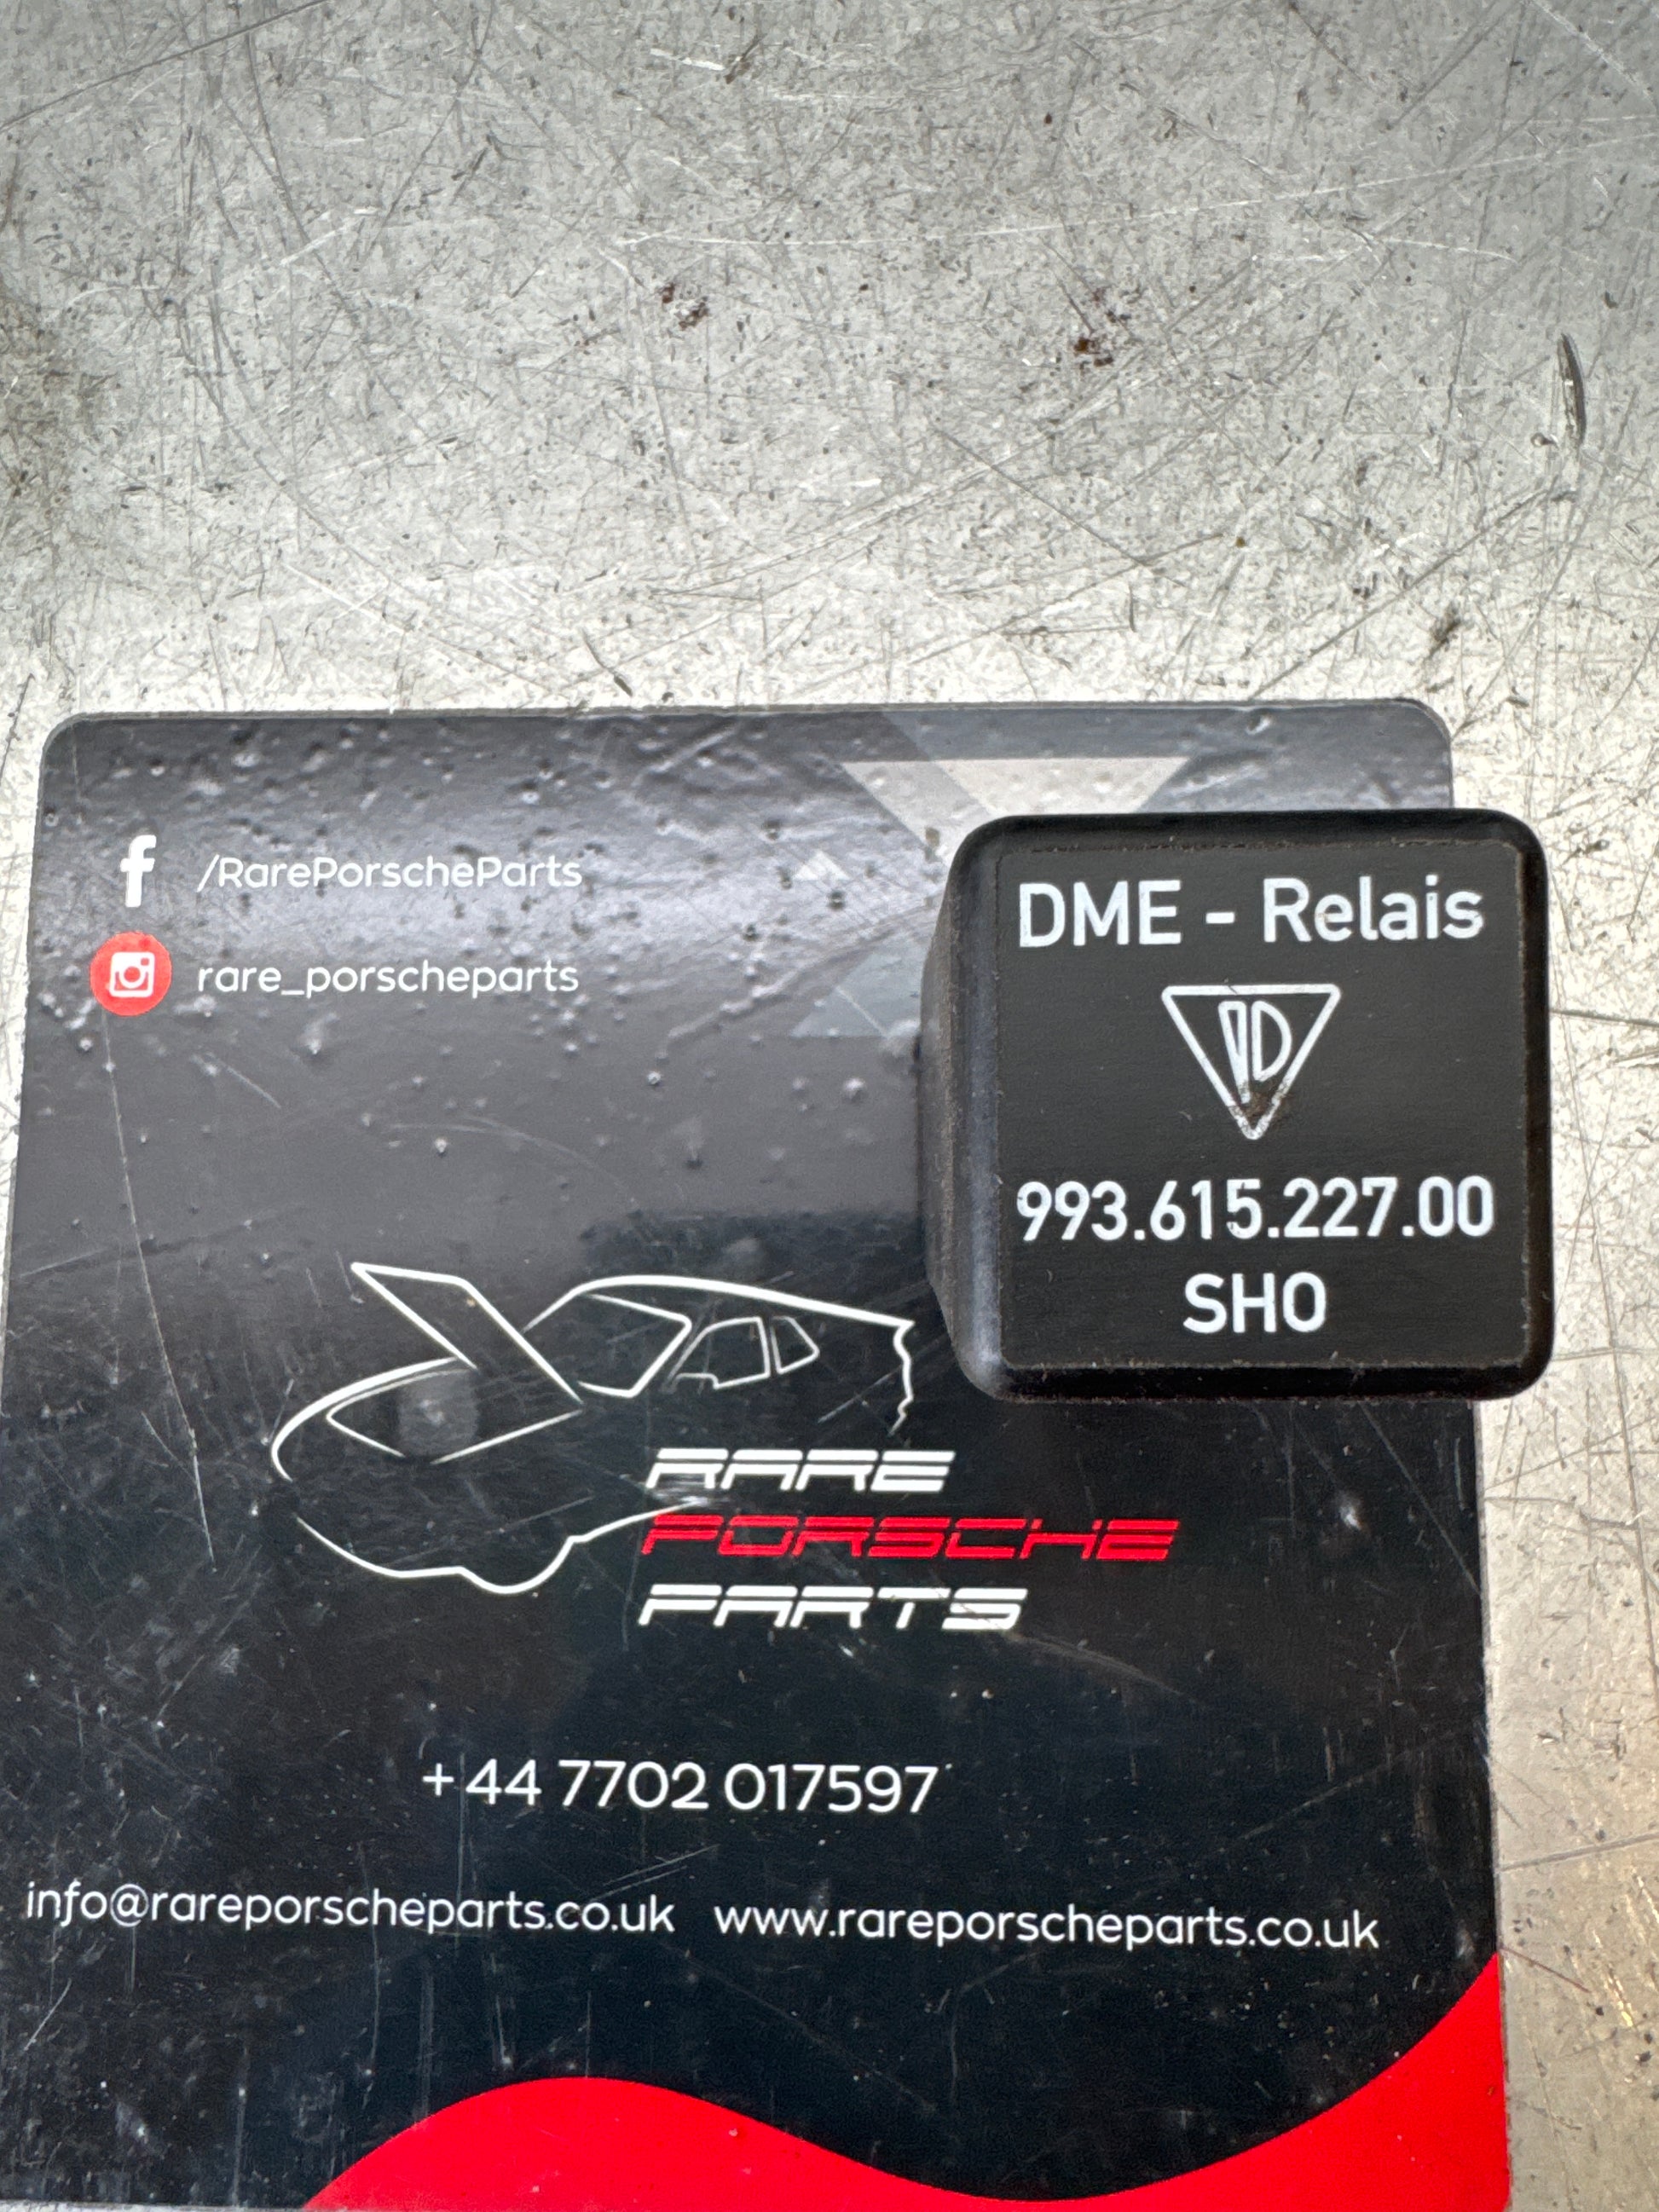 /RarePorscheParts
rare_porscheparts
DME - Relais
993.615.227.00
SHO
RARE
PORSCHE
PARTS
+44 7702 017597
info@rareporscheparts.co.uk www.rareporscheparts.co.uk